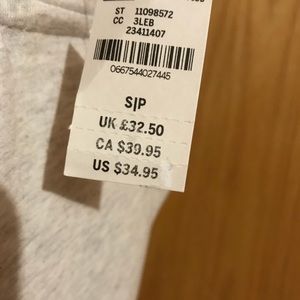 ST 11098572
CC 3LEB
23411407
0667544027445
S|P
UK £32.50
CA $39.95
US $34.95